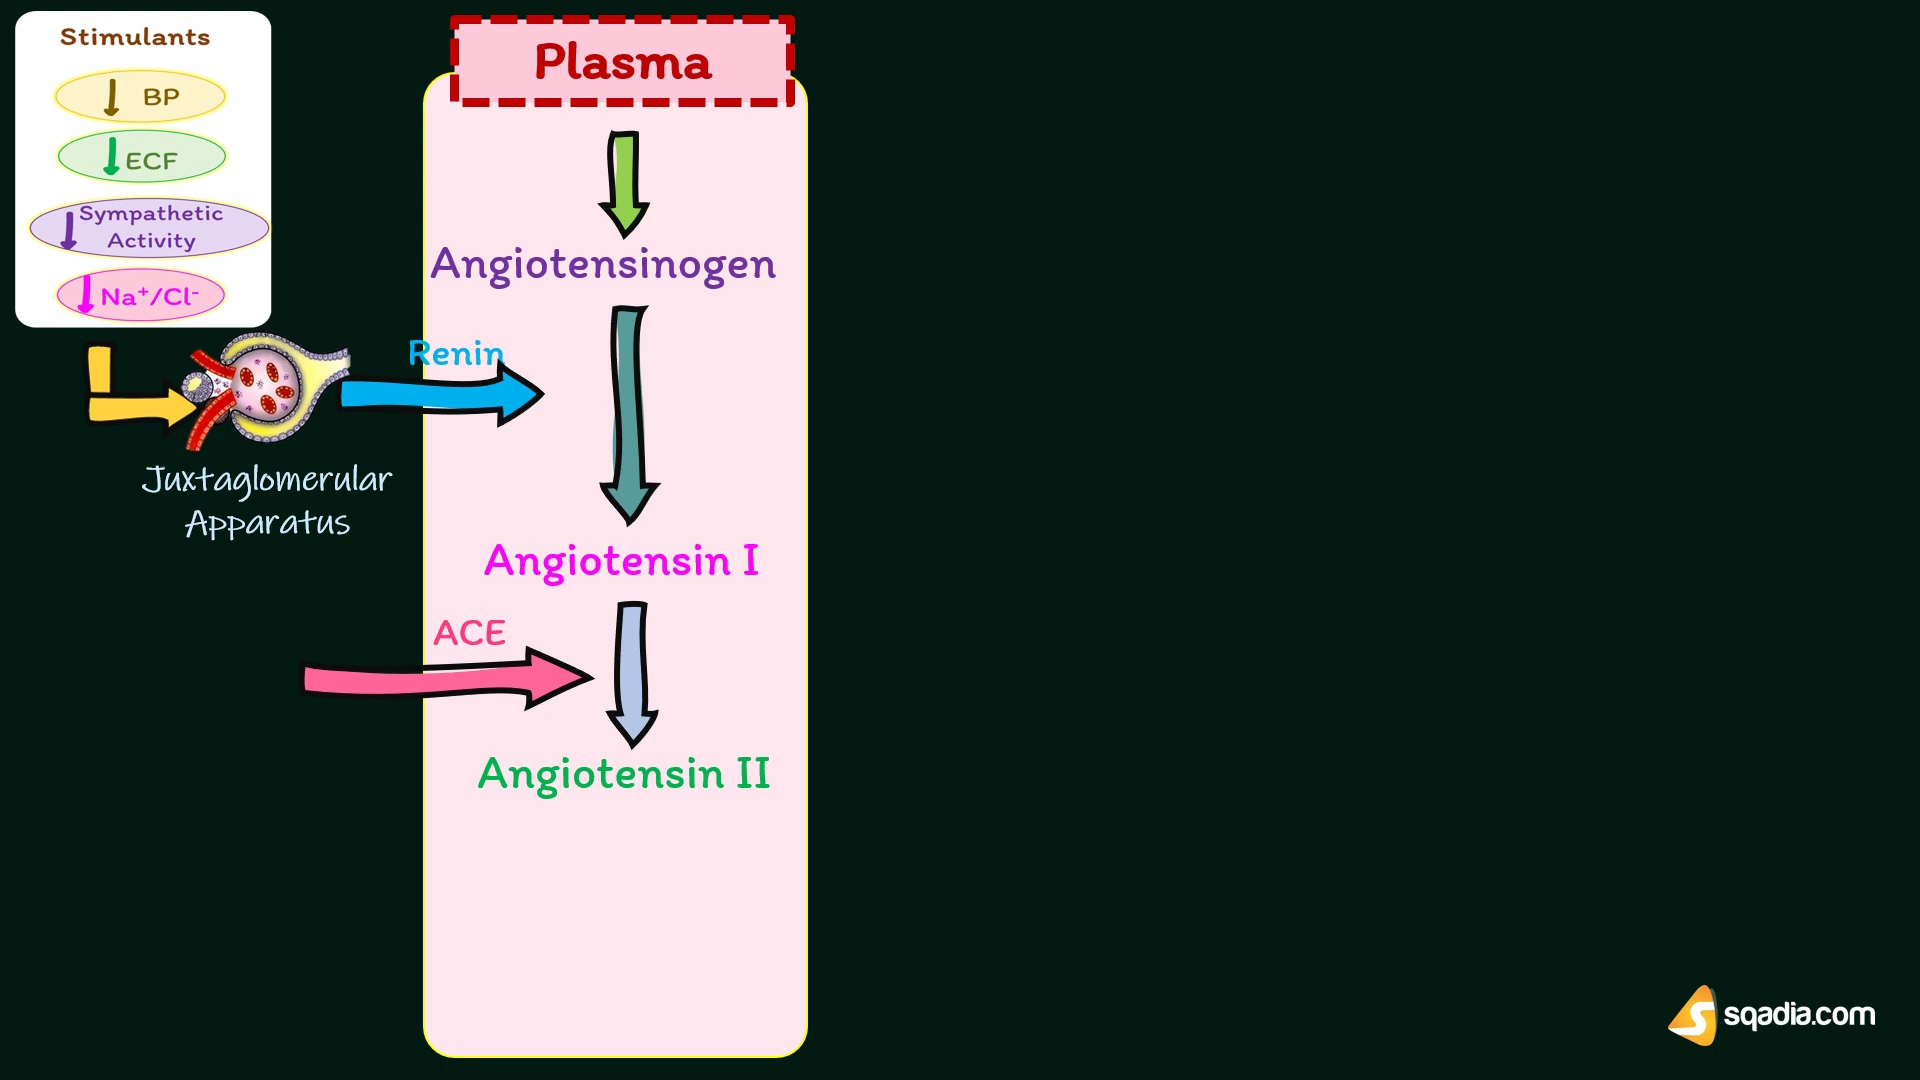 Stimulants
BP
ECF
Sympathetic
Activity
Na⁺/Cl⁻
Plasma
Angiotensinogen
Renin
Juxtaglomerular
Apparatus
Angiotensin I
ACE
Angiotensin II
sqadia.com